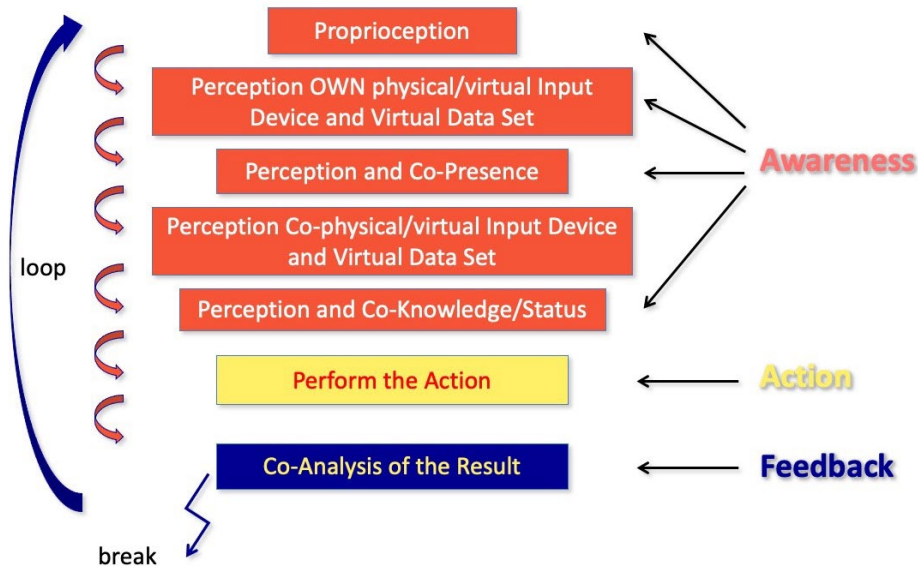 Proprioception
Perception OWN physical/virtual Input
Device and Virtual Data Set
Perception and Co-Presence
Awareness
Perception Co-physical/virtual Input Device
and Virtual Data Set
loop
Perception and Co-Knowledge/Status
Perform the Action
Action
Co-Analysis of the Result
Feedback
break